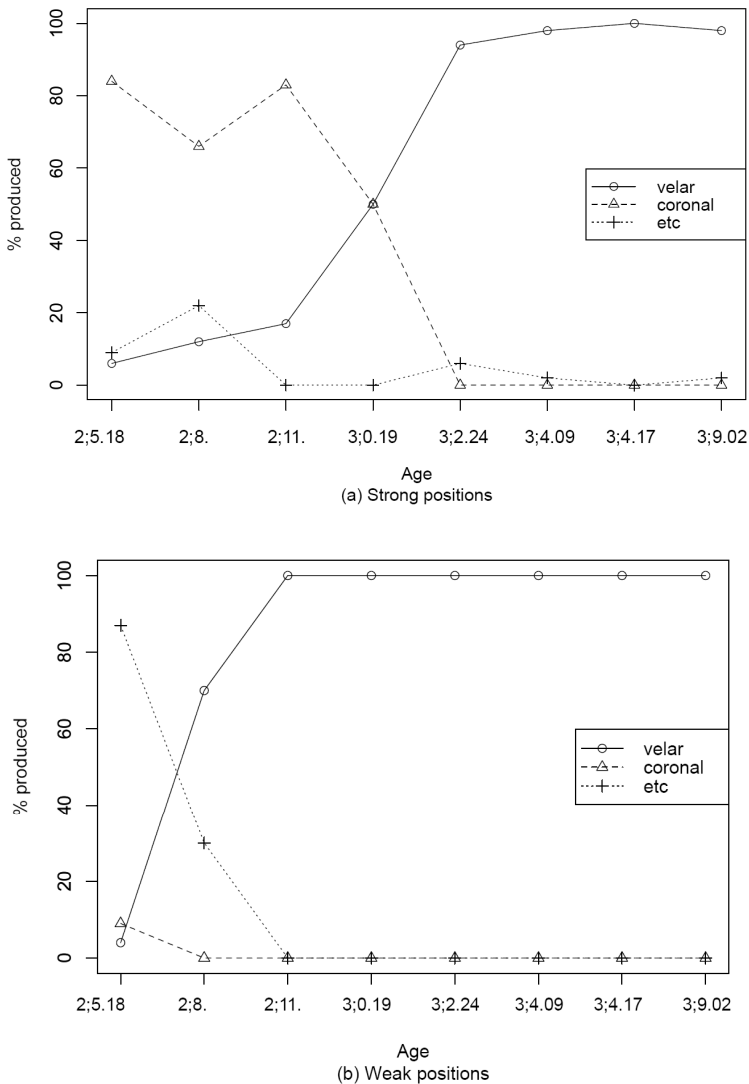 100
80
60
40
20
0
% produced
velar
coronal
etc
2;5.18 2;8. 2;11. 3;0.19 3;2.24 3;4.09 3;4.17 3;9.02
Age
(a) Strong positions
100
80
60
40
20
0
% produced
velar
coronal
etc
2;5.18 2;8. 2;11. 3;0.19 3;2.24 3;4.09 3;4.17 3;9.02
Age
(b) Weak positions